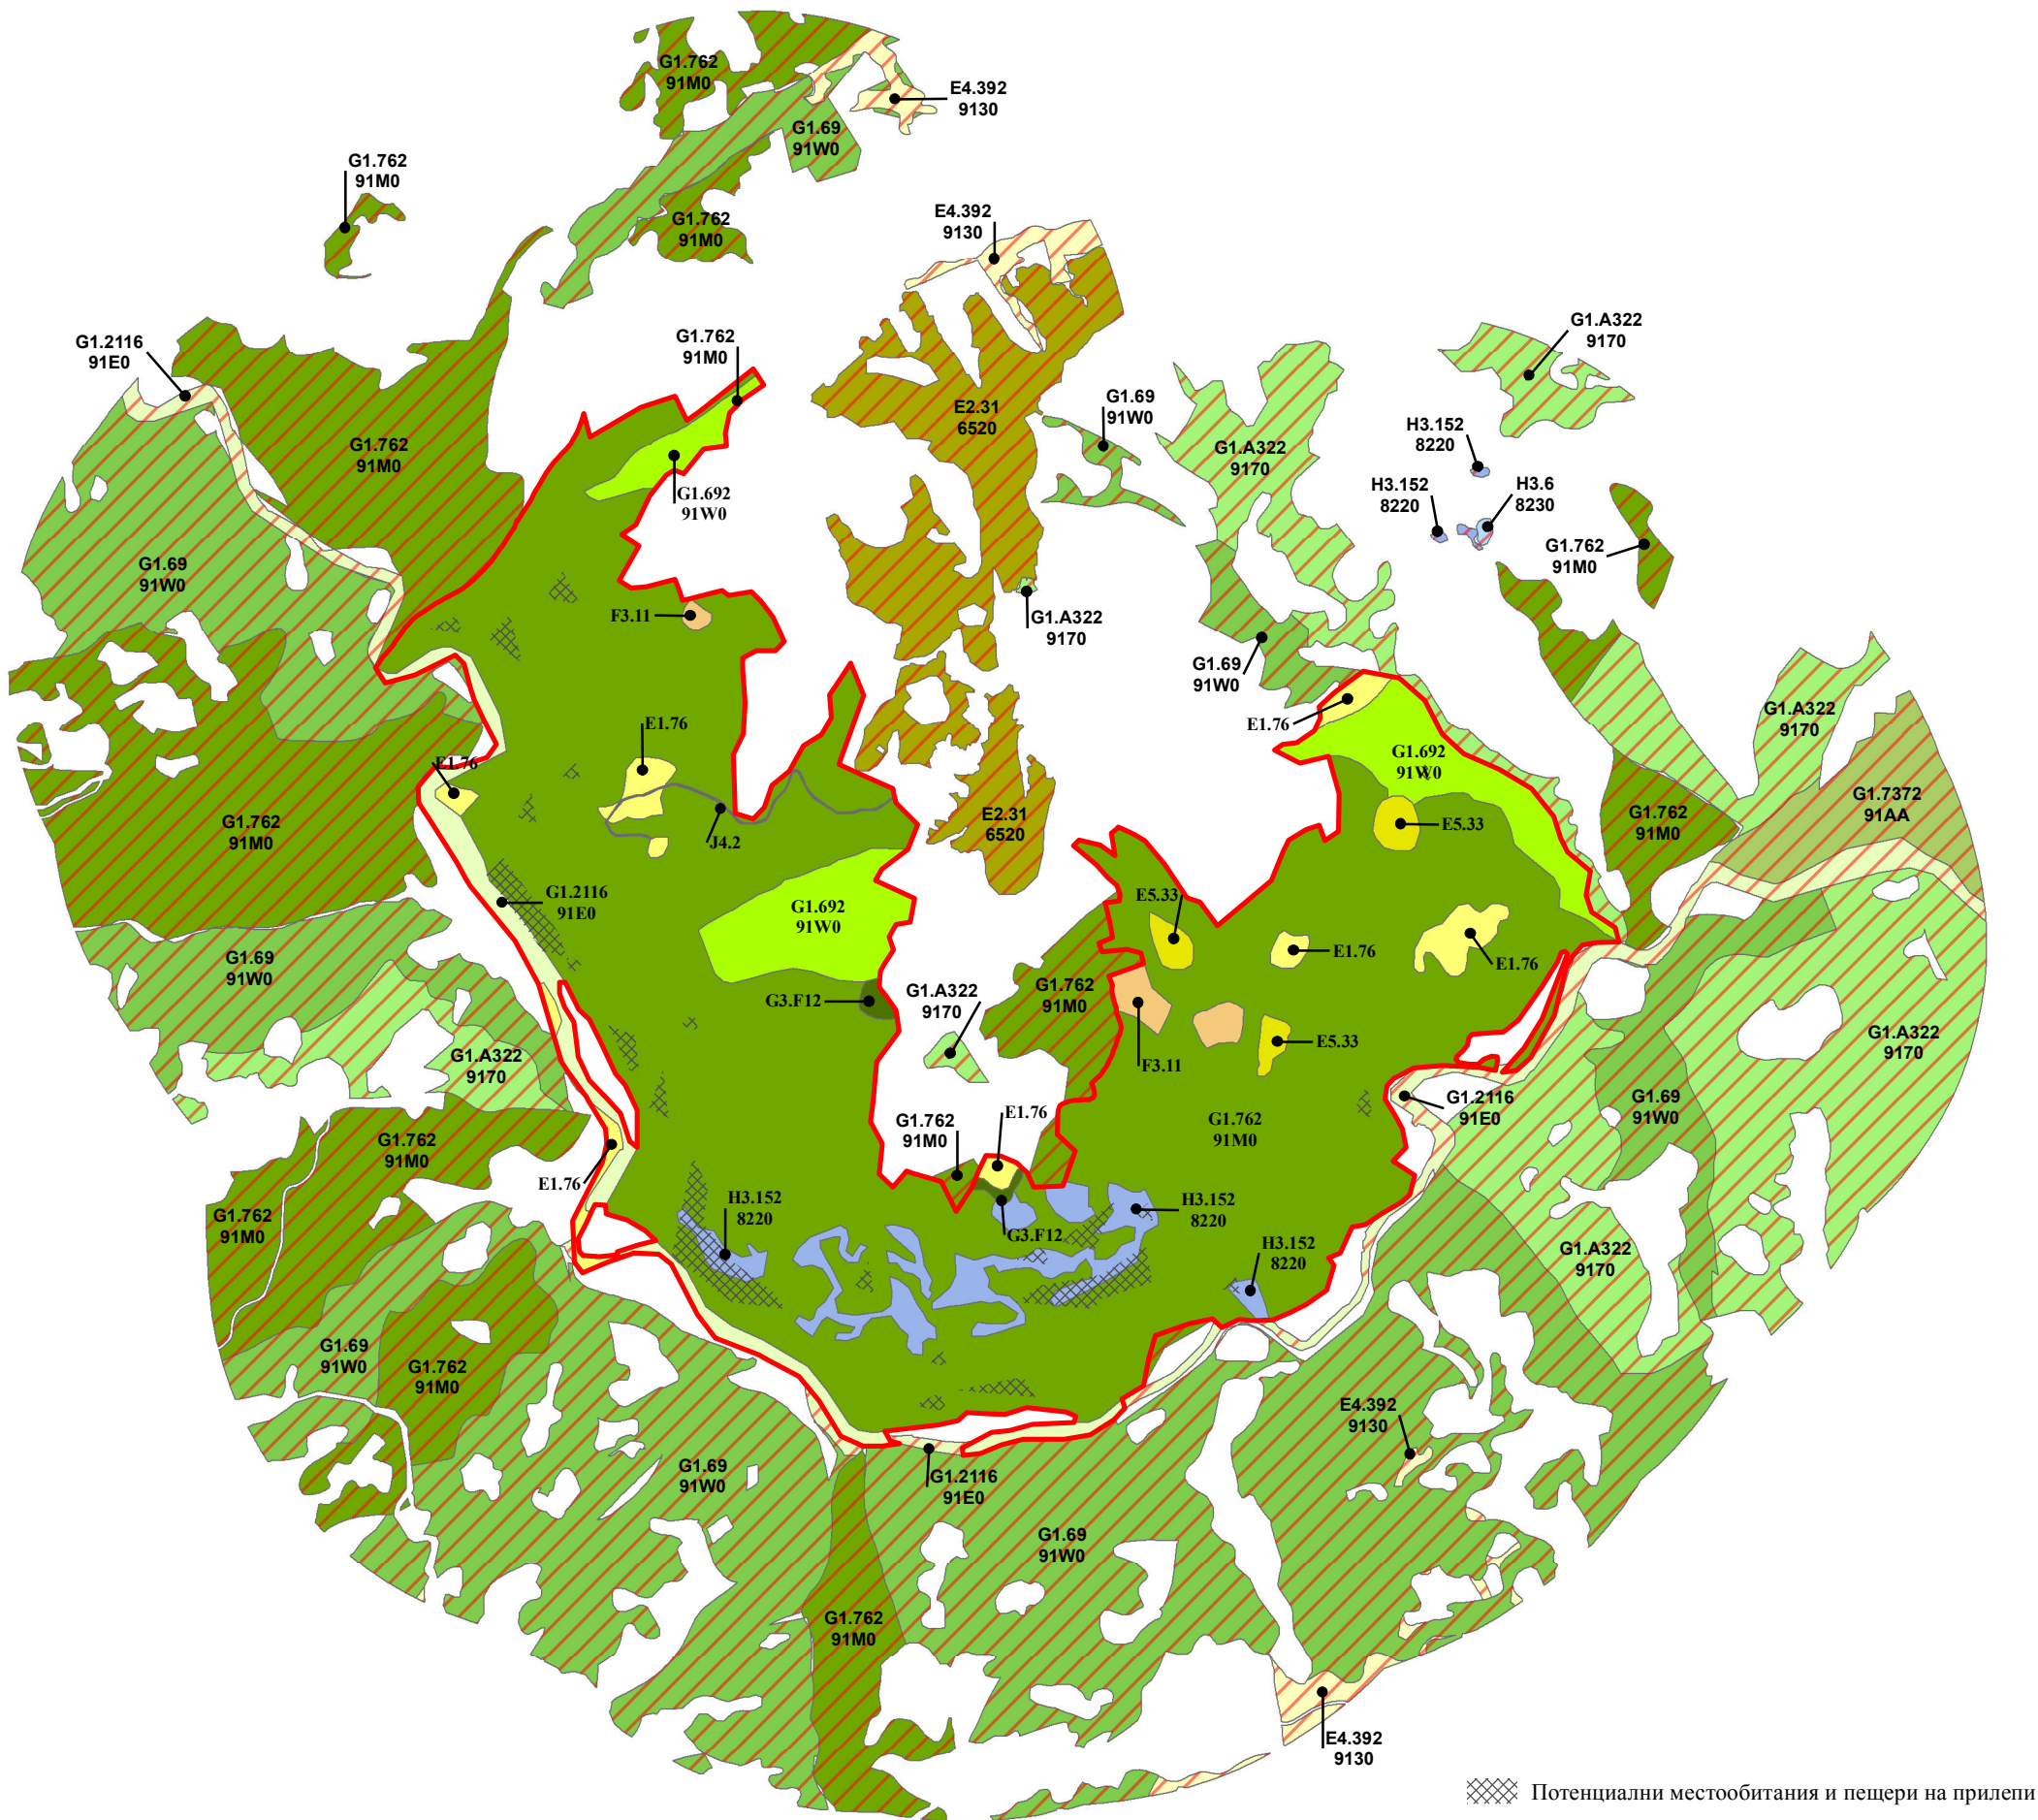 G1.762
91M0
E4.392
9130
G1.69
91W0
G1.762
91M0
G1.762
91M0
E4.392
9130
G1.2116
91E0
G1.762
91M0
G1.A322
9170
G1.762
91M0
E2.31
6520
G1.69
91W0
G1.A322
9170
H3.152
8220
H3.152
8220
H3.6
8230
G1.692
91W0
G1.762
91M0
G1.69
91W0
F3.11
G1.A322
9170
G1.69
91W0
E1.76
E1.76
G1.692
91W0
G1.A322
9170
E1.76
G1.762
91M0
J4.2
E2.31
6520
E5.33
G1.762
91M0
G1.7372
91AA
G1.2116
91E0
G1.692
91W0
E5.33
E1.76
E1.76
G1.69
91W0
G3.F12
G1.A322
9170
G1.762
91M0
G1.A322
9170
E5.33
F3.11
G1.A322
9170
G1.762
91M0
G1.762
91M0
E1.76
G1.762
91M0
G1.2116
91E0
G1.69
91W0
E1.76
H3.152
8220
G3.F12
H3.152
8220
H3.152
8220
G1.762
91M0
G1.A322
9170
G1.69
91W0
G1.762
91M0
E4.392
9130
G1.69
91W0
G1.2116
91E0
G1.69
91W0
G1.762
91M0
E4.392
9130
Потенциални местообитания и пещери на прилепи